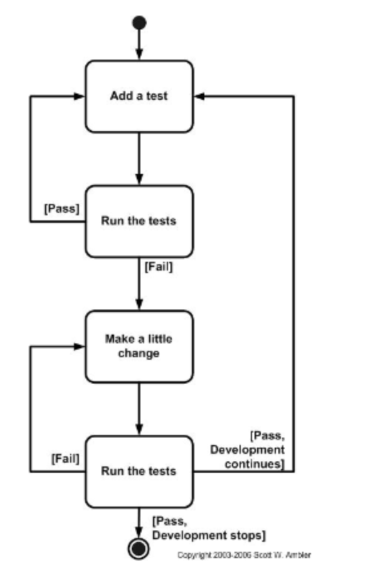 Add a test
[Pass]
Run the tests
[Fail]
Make a little
change
[Fail]
Run the tests
[Pass,
Development
continues]
[Pass,
Development stops]
Copyright 2003-2006 Scott W. Ambler